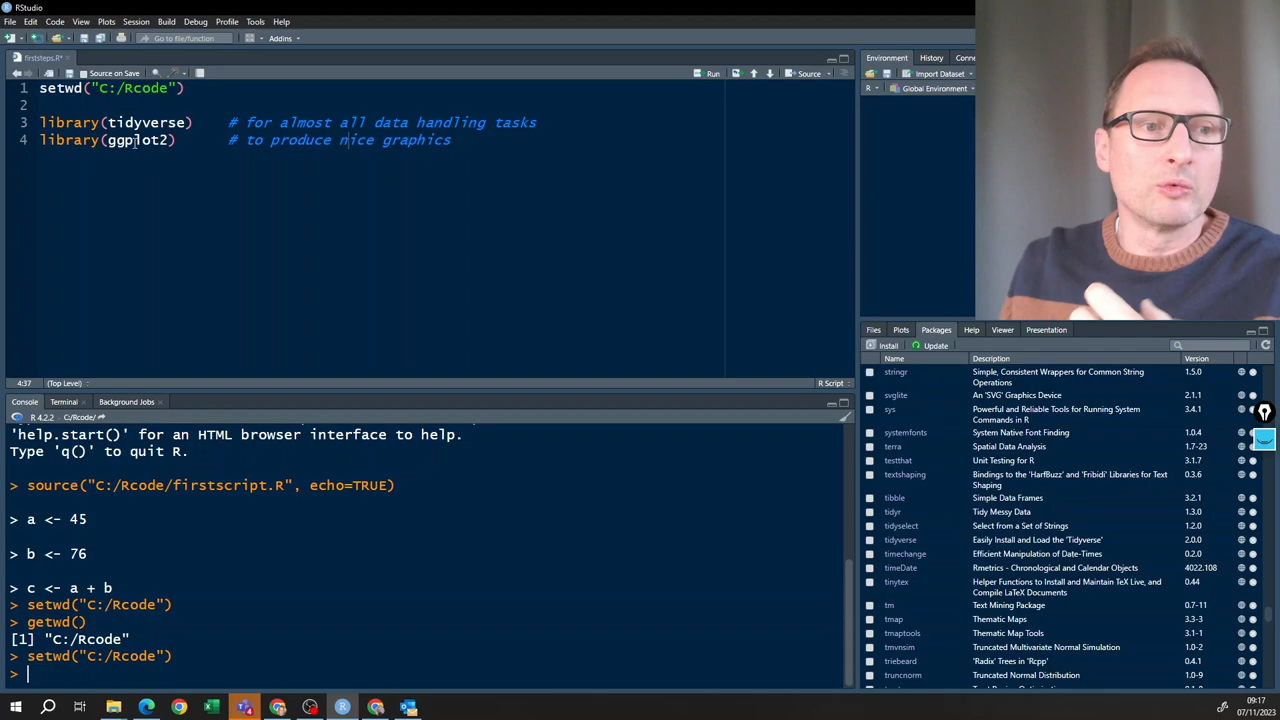 RStudio
File Edit Code View Plots Session Build Debug Profile Tools Help
Go to file/function Addins
firststeps.R*
Source on Save Run Source
1 setwd("C:/Rcode")
2
3 library(tidyverse) # for almost all data handling tasks
4 library(ggplot2) # to produce nice graphics
4:37 (Top Level) R Script
Console Terminal Background Jobs
R 4.2.2 · C:/Rcode/
'help.start()' for an HTML browser interface to help.
Type 'q()' to quit R.
> source("C:/Rcode/firstscript.R", echo=TRUE)
> a <- 45
> b <- 76
> c <- a + b
> setwd("C:/Rcode")
> getwd()
[1] "C:/Rcode"
> setwd("C:/Rcode")
>
Environment History Conne
Import Dataset
R Global Environment
Files Plots Packages Help Viewer Presentation
Install Update
Name Description Version
stringr Simple, Consistent Wrappers for Common String Operations 1.5.0
svglite An 'SVG' Graphics Device 2.1.1
sys Powerful and Reliable Tools for Running System Commands in R 3.4.1
systemfonts System Native Font Finding 1.0.4
terra Spatial Data Analysis 1.7-23
testthat Unit Testing for R 3.1.7
textshaping Bindings to the 'HarfBuzz' and 'Fribidi' Libraries for Text Shaping 0.3.6
tibble Simple Data Frames 3.2.1
tidyr Tidy Messy Data 1.3.0
tidyselect Select from a Set of Strings 1.2.0
tidyverse Easily Install and Load the 'Tidyverse' 2.0.0
timechange Efficient Manipulation of Date-Times 0.2.0
timeDate Rmetrics - Chronological and Calendar Objects 4022.108
tinytex Helper Functions to Install and Maintain TeX Live, and Compile LaTeX Documents 0.44
tm Text Mining Package 0.7-11
tmap Thematic Maps 3.3-3
tmaptools Thematic Map Tools 3.1-1
tmvnsim Truncated Multivariate Normal Simulation 1.0-2
triebeard 'Radix' Trees in 'Rcpp' 0.4.1
truncnorm Truncated Normal Distribution 1.0-9
09:17
07/11/2023